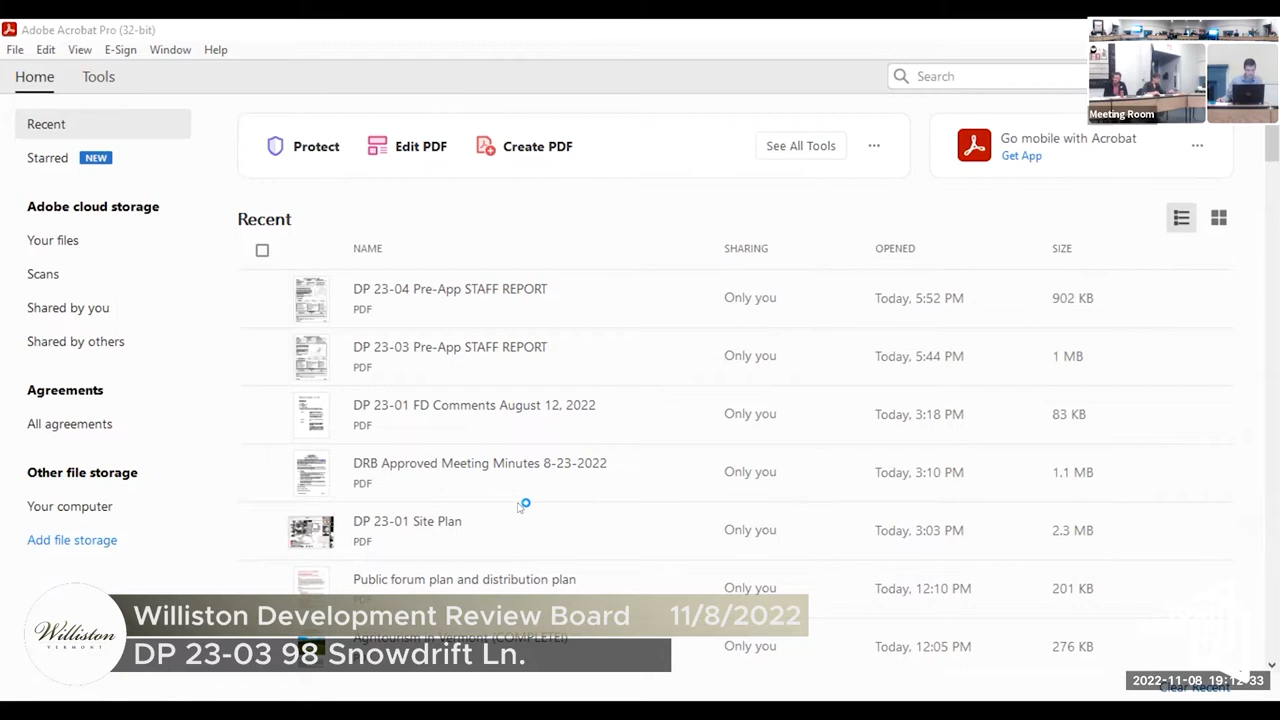 Adobe Acrobat Pro (32-bit)
File Edit View E-Sign Window Help
Home Tools
Search
Meeting Room
Recent
Starred NEW
Adobe cloud storage
Your files
Scans
Shared by you
Shared by others
Agreements
All agreements
Other file storage
Your computer
Add file storage
Protect Edit PDF Create PDF See All Tools ...
Go mobile with Acrobat ...
Get App
Recent
NAME SHARING OPENED SIZE
DP 23-04 Pre-App STAFF REPORT
PDF
Only you Today, 5:52 PM 902 KB
DP 23-03 Pre-App STAFF REPORT
PDF
Only you Today, 5:44 PM 1 MB
DP 23-01 FD Comments August 12, 2022
PDF
Only you Today, 3:18 PM 83 KB
DRB Approved Meeting Minutes 8-23-2022
PDF
Only you Today, 3:10 PM 1.1 MB
DP 23-01 Site Plan
PDF
Only you Today, 3:03 PM 2.3 MB
Public forum plan and distribution plan
Only you Today, 12:10 PM 201 KB
Agritourism in Vermont (COMPLETE)
Only you Today, 12:05 PM 276 KB
Clear Recent
Williston
VERMONT
Williston Development Review Board 11/8/2022
DP 23-03 98 Snowdrift Ln.
2022-11-08 19:12:33